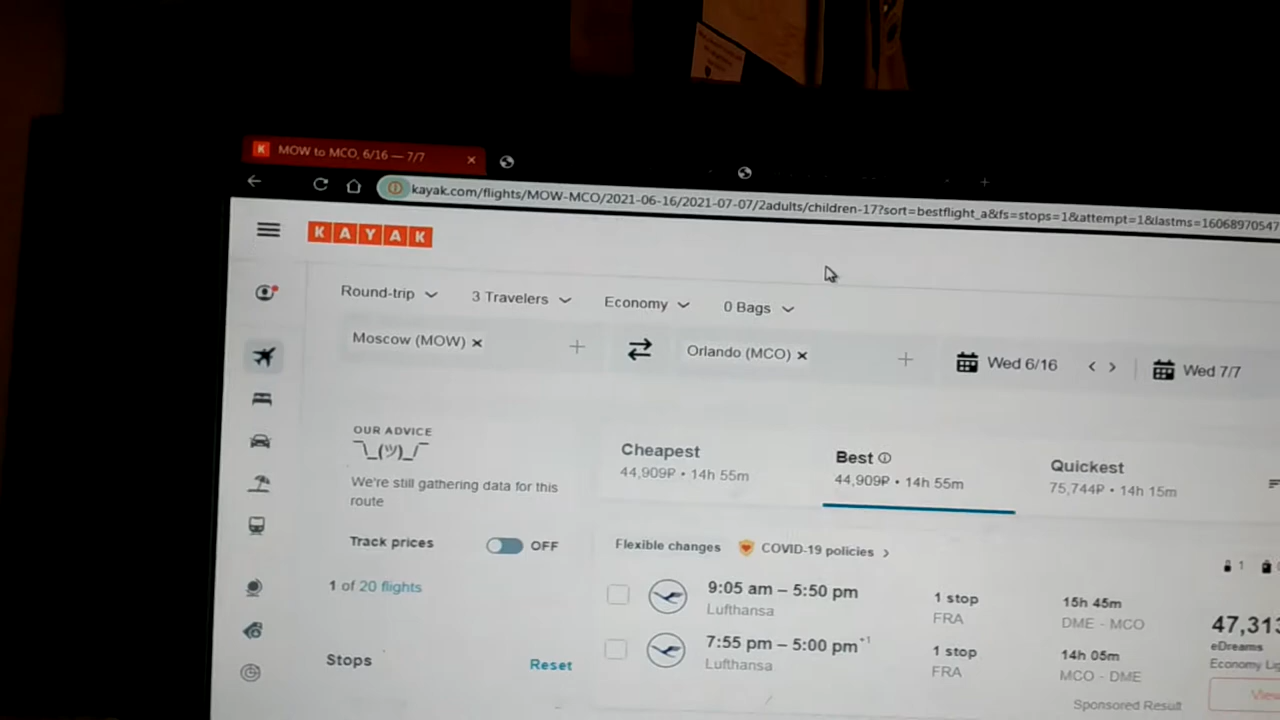 MOW to MCO, 6/16 — 7/7
kayak.com/flights/MOW-MCO/2021-06-16/2021-07-07/2adults/children-17?sort=bestflight_a&fs=stops=1&attempt=1&lastms=16068970547
KAYAK
Round-trip 3 Travelers Economy 0 Bags
Moscow (MOW) Orlando (MCO) Wed 6/16 Wed 7/7
OUR ADVICE
¯\_(ツ)_/¯
We're still gathering data for this
route
Track prices OFF
1 of 20 flights
Stops Reset
Cheapest
44,909₽ • 14h 55m
Best
44,909₽ • 14h 55m
Quickest
75,744₽ • 14h 15m
Flexible changes COVID-19 policies
1
9:05 am – 5:50 pm 1 stop 15h 45m
Lufthansa FRA DME - MCO
7:55 pm – 5:00 pm+1 1 stop 14h 05m
Lufthansa FRA MCO - DME
47,313
eDreams
Economy
Sponsored Result